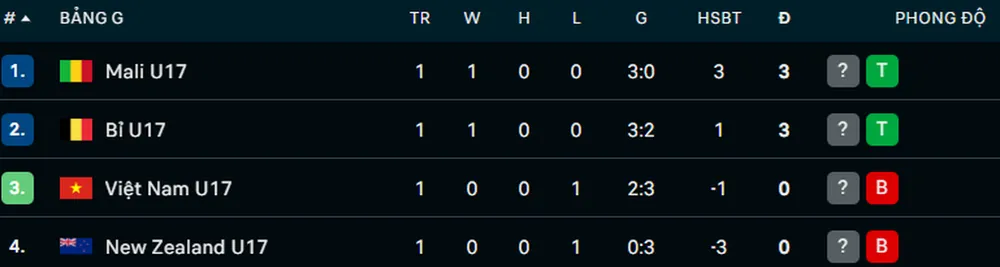 # BẢNG G TR W H L G HSBT Đ PHONG ĐỘ
1. Mali U17 1 1 0 0 3:0 3 3 ? T
2. Bỉ U17 1 1 0 0 3:2 1 3 ? T
3. Việt Nam U17 1 0 0 1 2:3 -1 0 ? B
4. New Zealand U17 1 0 0 1 0:3 -3 0 ? B